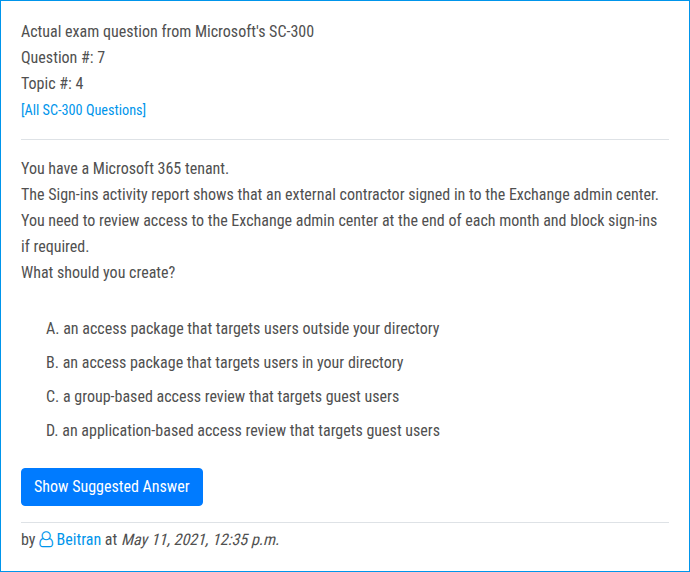 Actual exam question from Microsoft's SC-300
Question #: 7
Topic #: 4
[All SC-300 Questions]
You have a Microsoft 365 tenant.
The Sign-ins activity report shows that an external contractor signed in to the Exchange admin center.
You need to review access to the Exchange admin center at the end of each month and block sign-ins
if required.
What should you create?
A. an access package that targets users outside your directory
B. an access package that targets users in your directory
C. a group-based access review that targets guest users
D. an application-based access review that targets guest users
Show Suggested Answer
by Beitran at May 11, 2021, 12:35 p.m.